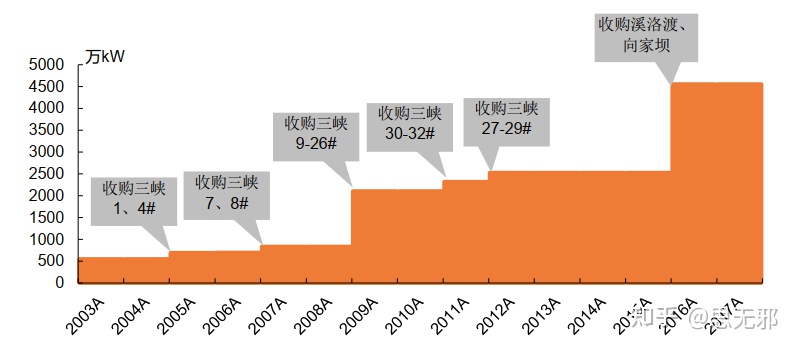 万kW
5000
4500
4000
3500
3000
2500
2000
1500
1000
500
0
收购三峡
1、4#
收购三峡
7、8#
收购三峡
9-26#
收购三峡
30-32#
收购三峡
27-29#
收购溪洛渡、
向家坝
2003A
2004A
2005A
2006A
2007A
2008A
2009A
2010A
2011A
2012A
2013A
2014A
2015A
2016A
2017A
知乎 @思无邪